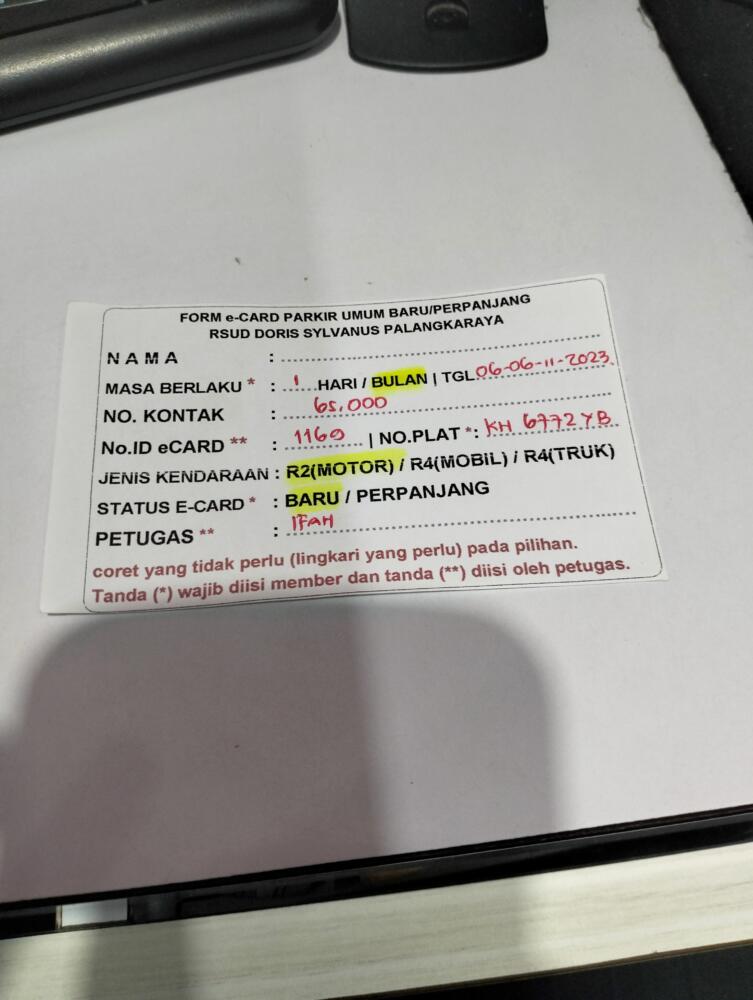 FORM e-CARD PARKIR UMUM BARU/PERPANJANG
RSUD DORIS SYLVANUS PALANGKARAYA
NAMA :
MASA BERLAKU * : 1 HARI / BULAN | TGL 06-06-11-2023
NO. KONTAK : 65.000
No.ID eCARD ** : 1169 | NO.PLAT *: KH 6772 YB
JENIS KENDARAAN : R2(MOTOR) / R4(MOBIL) / R4(TRUK)
STATUS E-CARD * : BARU / PERPANJANG
PETUGAS ** : IFAH
coret yang tidak perlu (lingkari yang perlu) pada pilihan.
Tanda (*) wajib diisi member dan tanda (**) diisi oleh petugas.